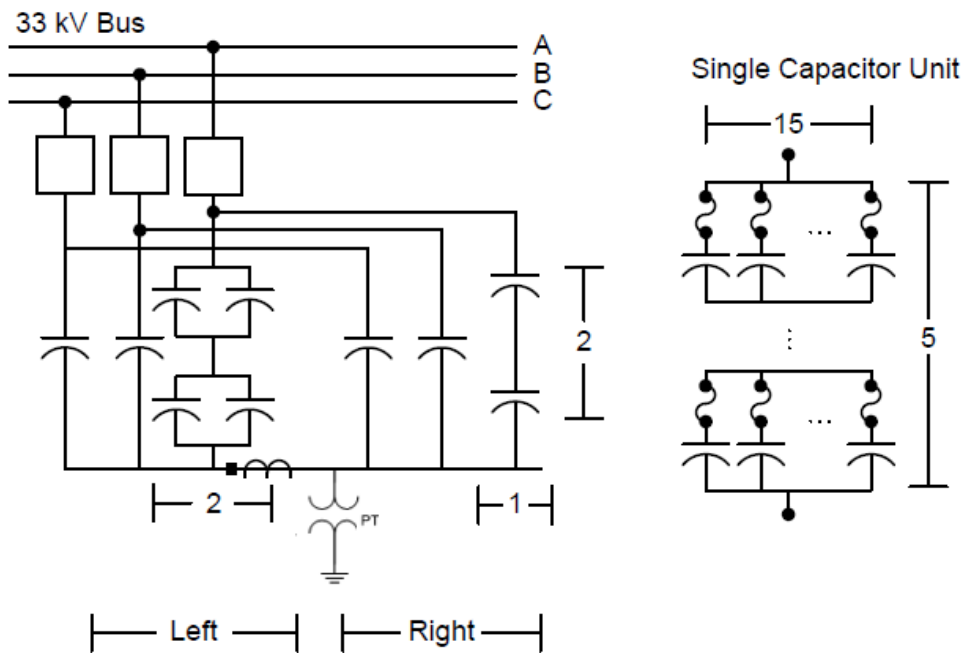 33 kV Bus
A
B
C
Single Capacitor Unit
15
...
5
2
...
2
1
PT
Left
Right